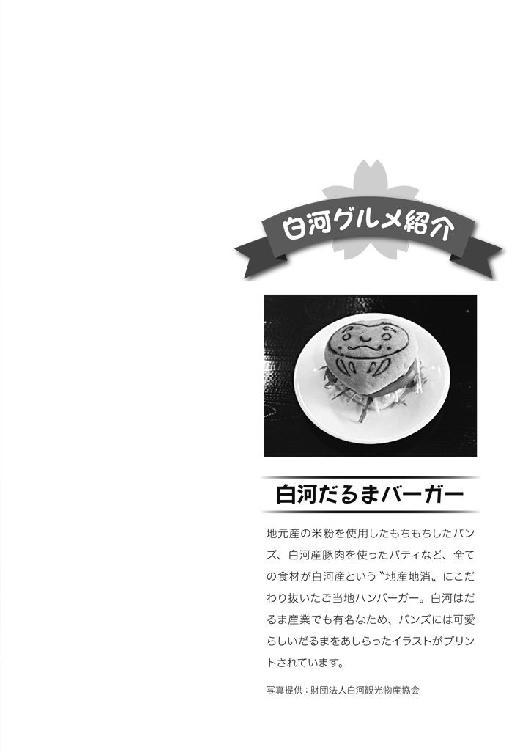 白河グルメ紹介
白河だるまバーガー
地元産の米粉を使用したもちもちしたバン
ズ、白河産豚肉を使ったパティなど、全て
の食材が白河産という〝地産地消〟にこだ
わり抜いたご当地ハンバーガー。白河はだ
るま産業でも有名なため、バンズには可愛
らしいだるまをあしらったイラストがプリン
トされています。
写真提供：財団法人白河観光物産協会